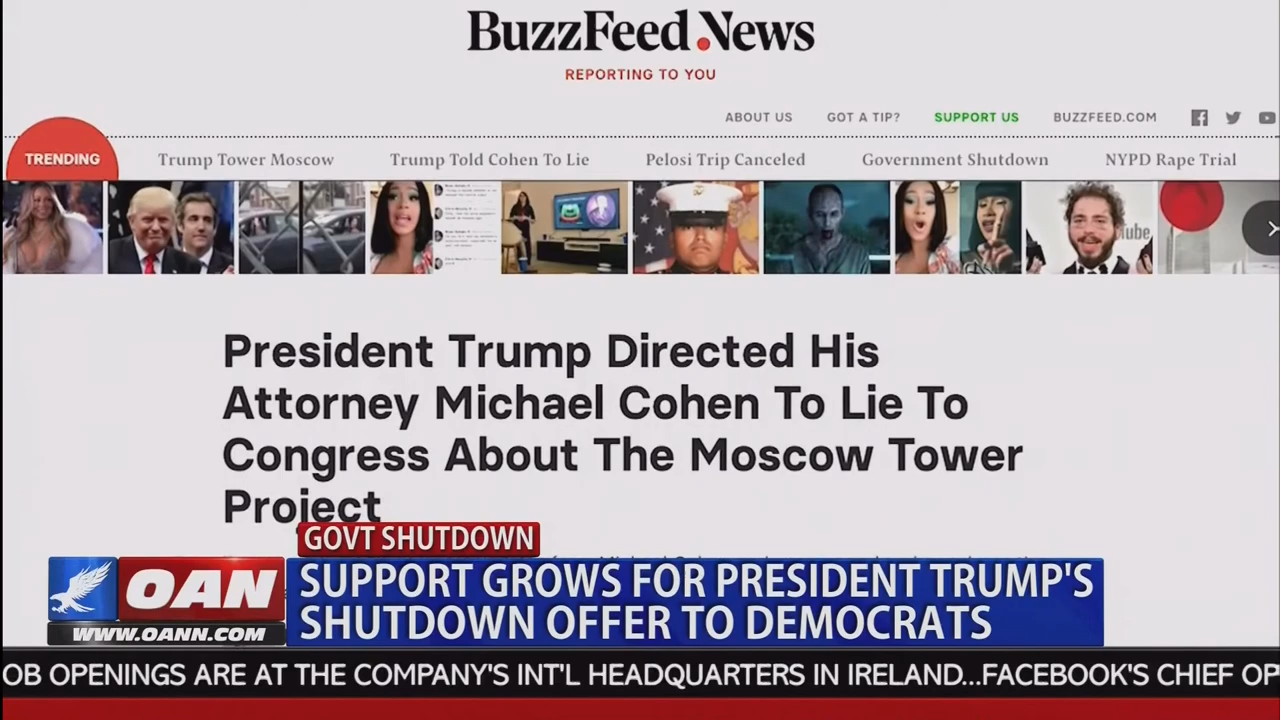 BuzzFeed News
REPORTING TO YOU
ABOUT US GOT A TIP? SUPPORT US BUZZFEED.COM
TRENDING Trump Tower Moscow Trump Told Cohen To Lie Pelosi Trip Canceled Government Shutdown NYPD Rape Trial
President Trump Directed His
Attorney Michael Cohen To Lie To
Congress About The Moscow Tower
Project
GOVT SHUTDOWN
OAN
WWW.OANN.COM
SUPPORT GROWS FOR PRESIDENT TRUMP'S
SHUTDOWN OFFER TO DEMOCRATS
OB OPENINGS ARE AT THE COMPANY'S INT'L HEADQUARTERS IN IRELAND...FACEBOOK'S CHIEF OP